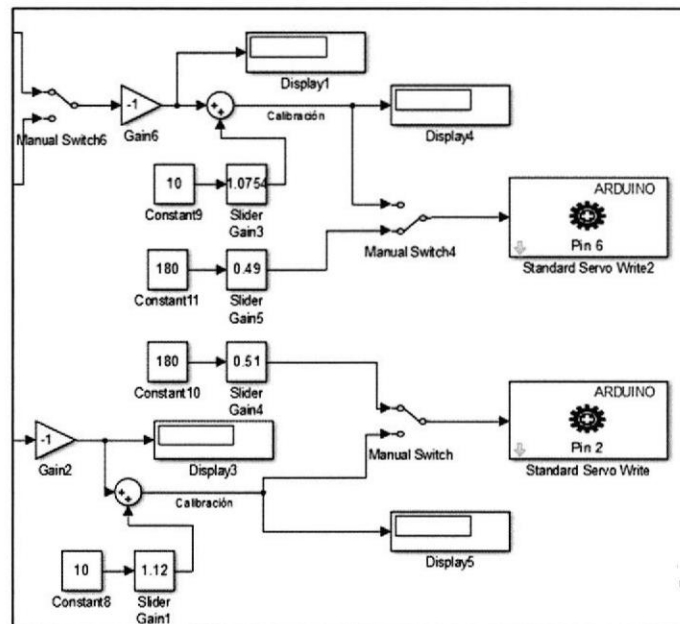 Display1
-1
Manual Switch6
Gain6
Calibración
Display4
10
1.0754
Constant9
Slider
Gain3
ARDUINO
Pin 6
Standard Servo Write2
Manual Switch4
180
0.49
Constant11
Slider
Gain5
180
0.51
Constant10
Slider
Gain4
ARDUINO
Pin 2
Standard Servo Write
Manual Switch
-1
Gain2
Display3
Calibración
Display5
10
1.12
Constant8
Slider
Gain1